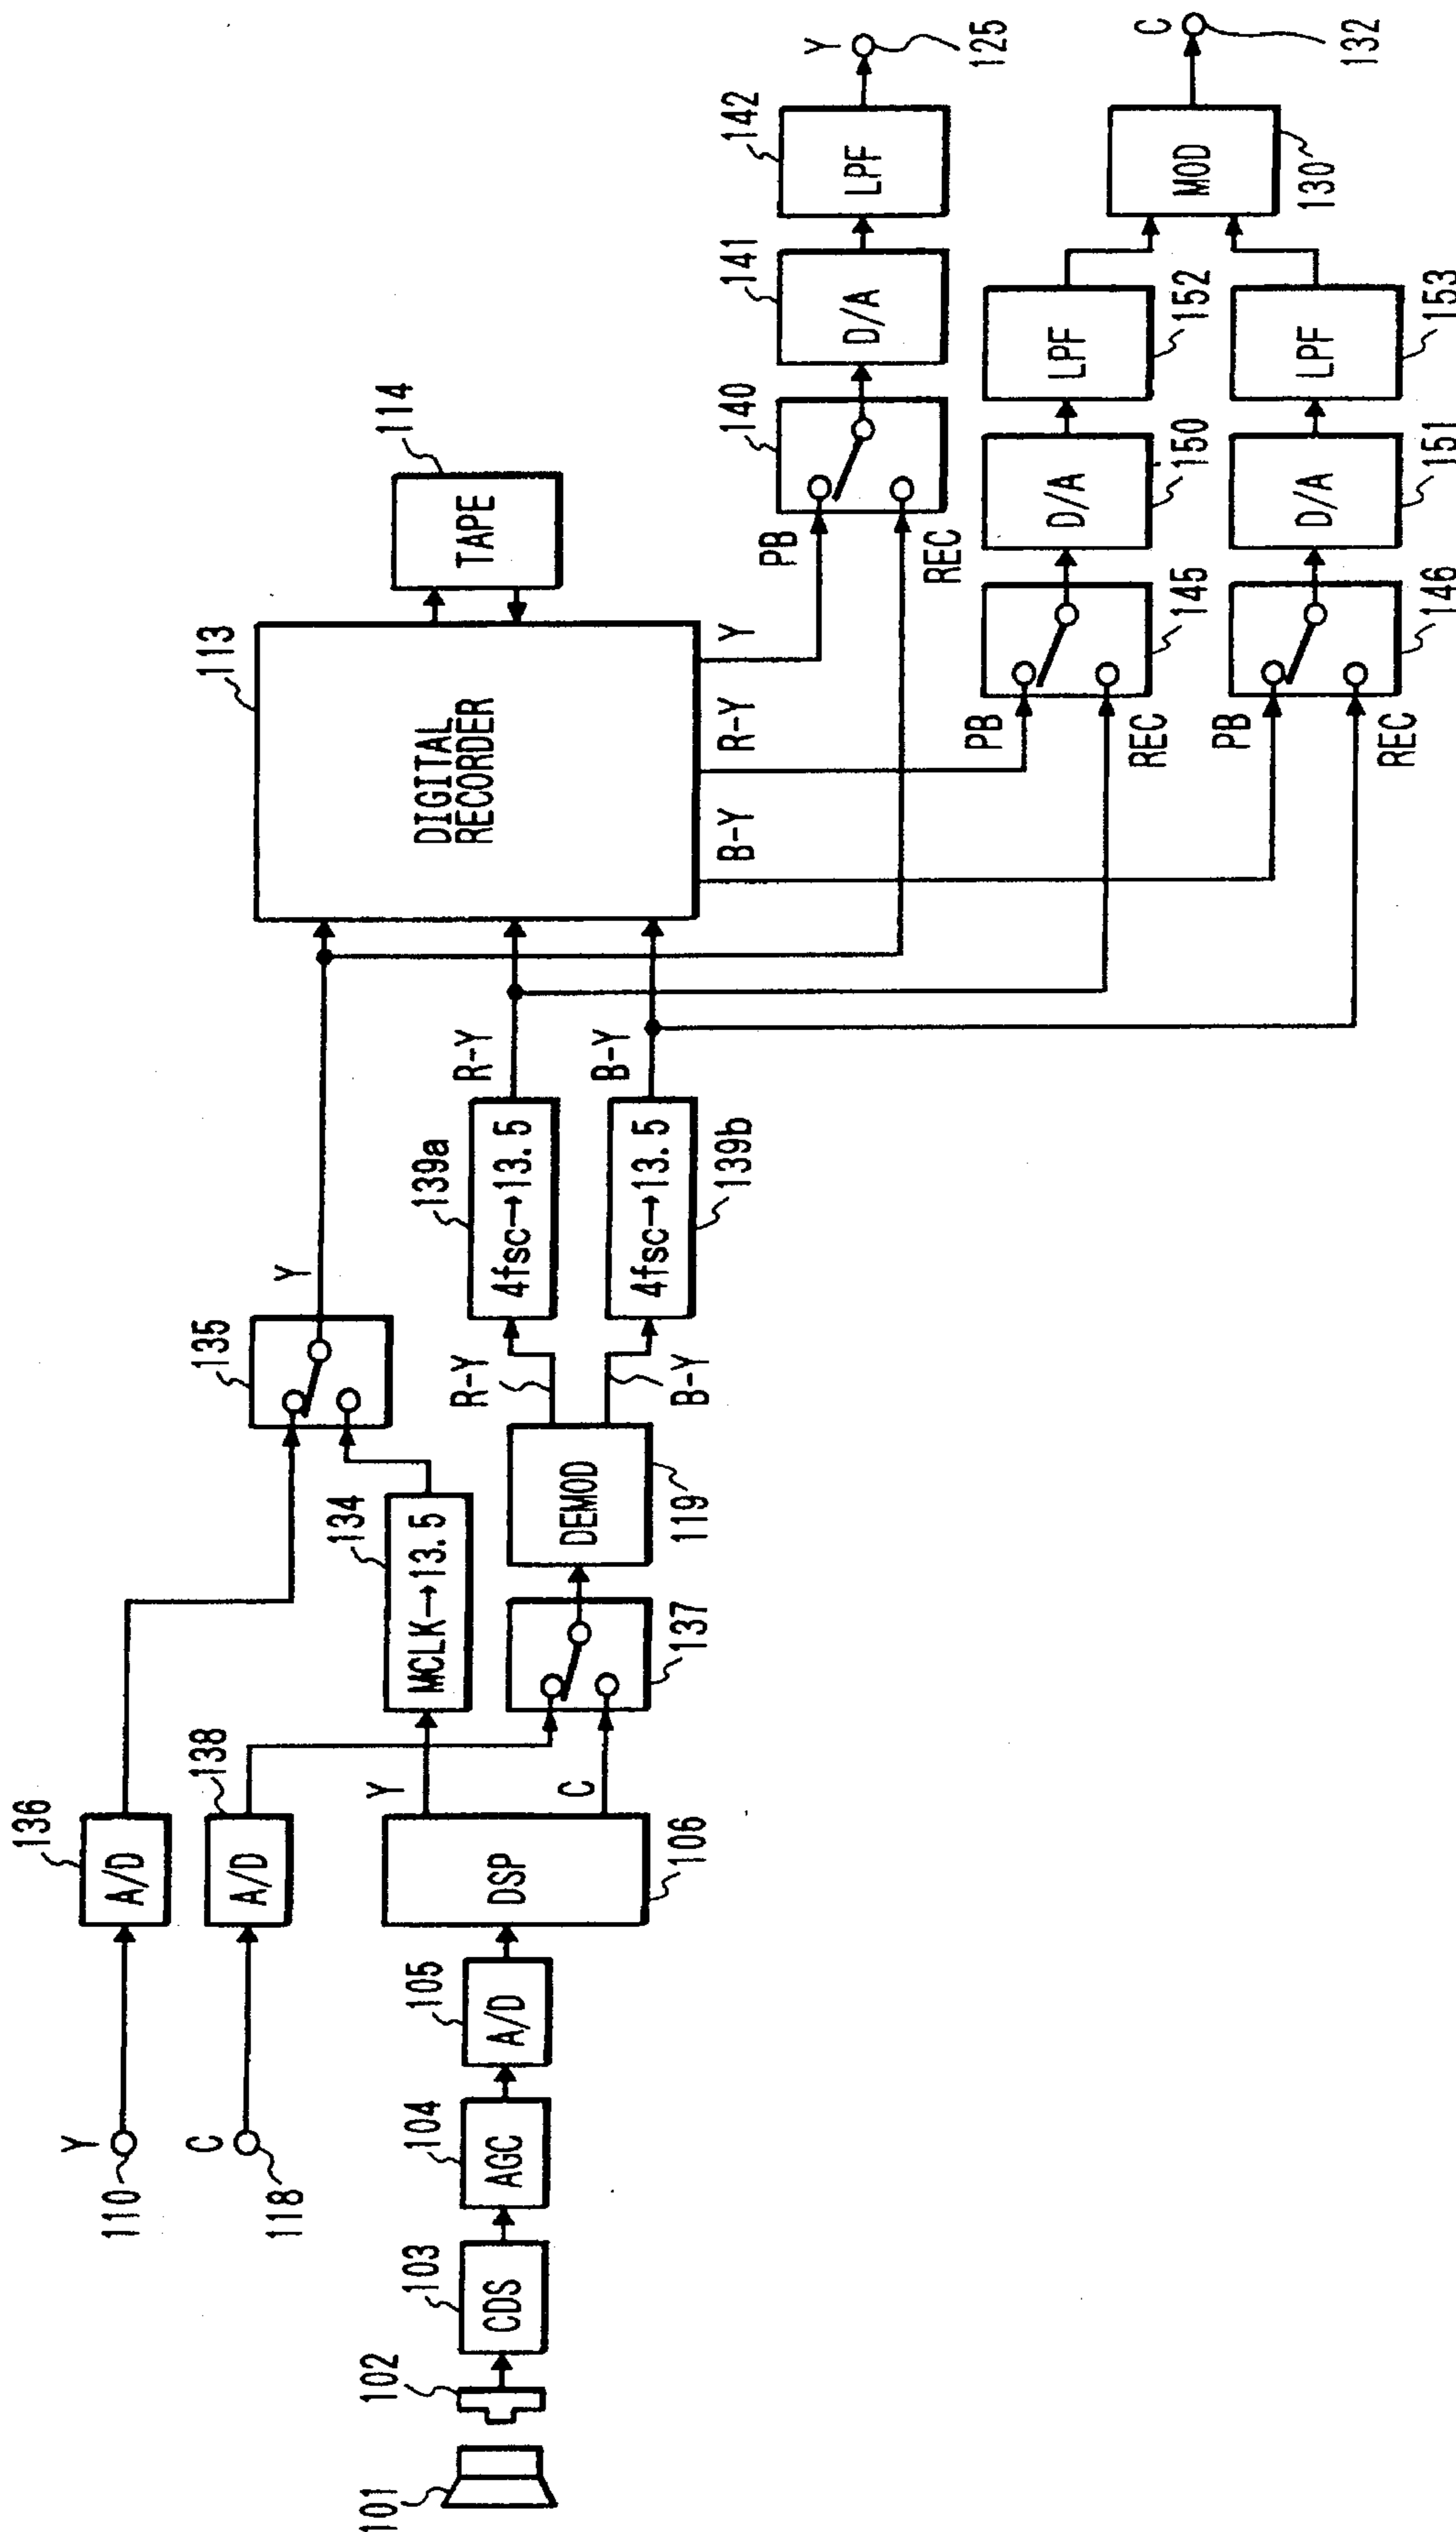 Y
110
136
A/D
C
118
138
A/D
101
102
103
CDS
104
AGC
105
A/D
DSP
106
Y
C
134
MCLK→13.5
135
Y
137
DEMOD
119
R-Y
B-Y
139a
4fsc→13.5
139b
4fsc→13.5
R-Y
B-Y
113
DIGITAL
RECORDER
114
TAPE
Y
R-Y
B-Y
PB
REC
140
141
D/A
142
LPF
Y
125
PB
REC
145
D/A
150
LPF
152
PB
REC
146
D/A
151
LPF
153
MOD
130
C
132